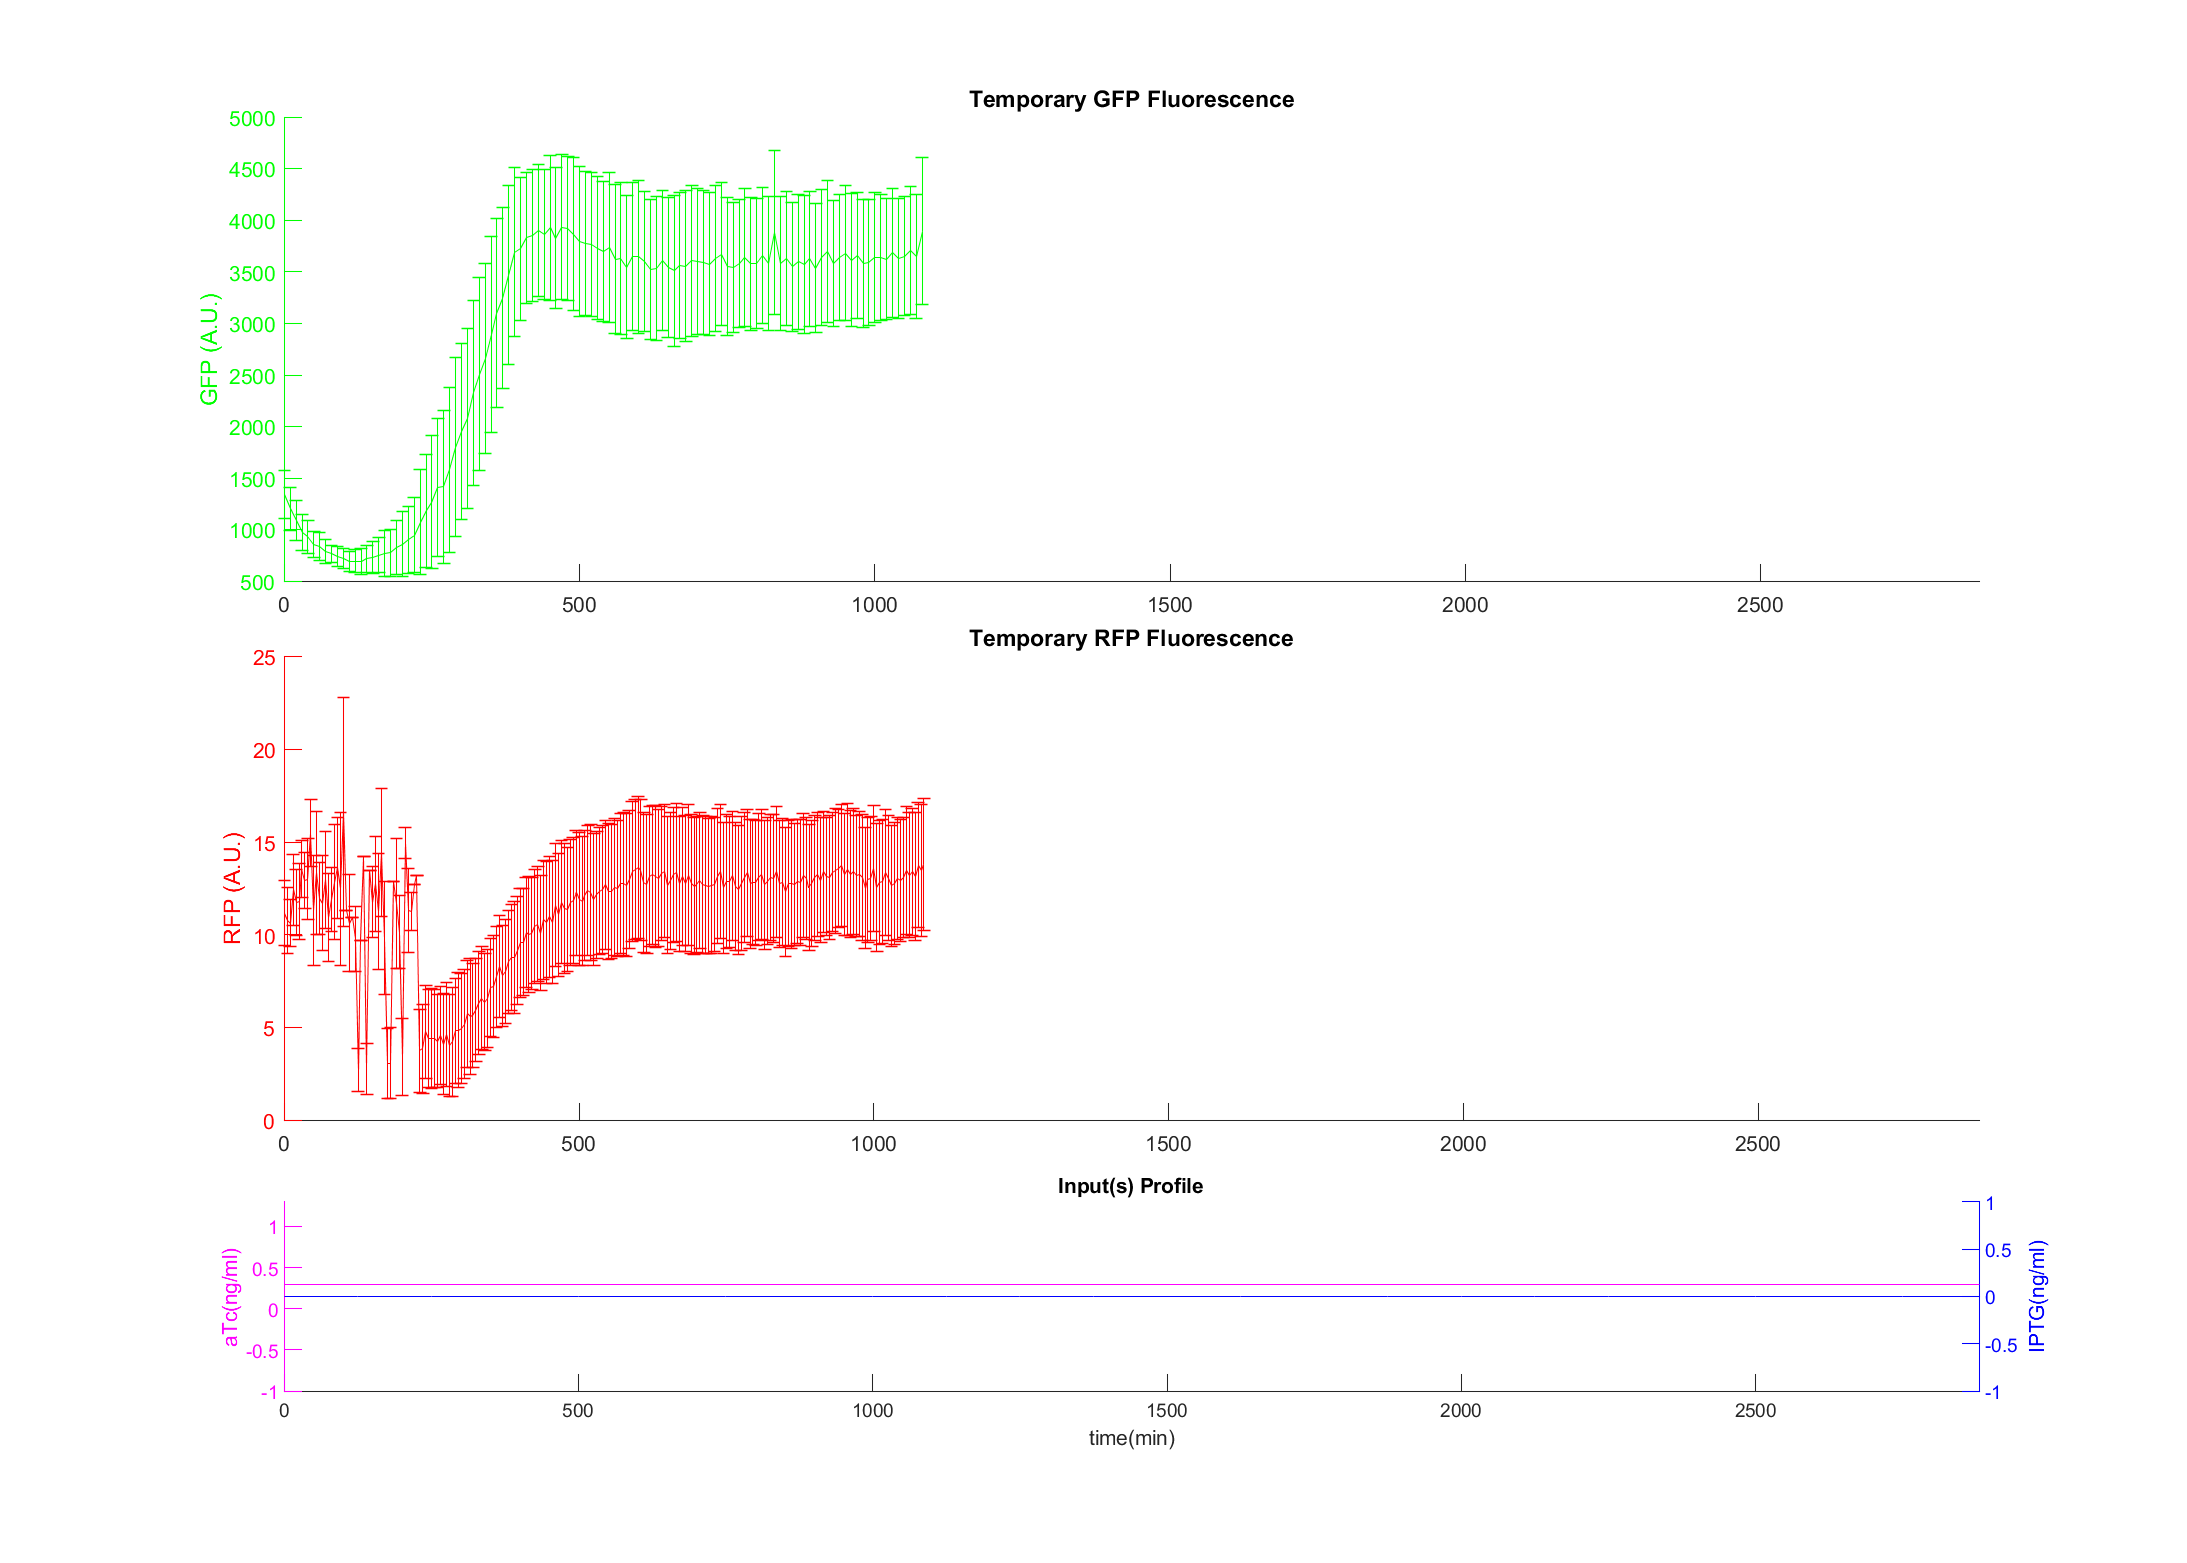 Temporary GFP Fluorescence
5000
4500
4000
3500
3000
2500
2000
1500
1000
500
GFP (A.U.)
0 500 1000 1500 2000 2500
Temporary RFP Fluorescence
25
20
15
10
5
0
RFP (A.U.)
0 500 1000 1500 2000 2500
Input(s) Profile
1
0.5
0
-0.5
-1
aTc(ng/ml)
1
0.5
0
-0.5
-1
IPTG(ng/ml)
0 500 1000 1500 2000 2500
time(min)